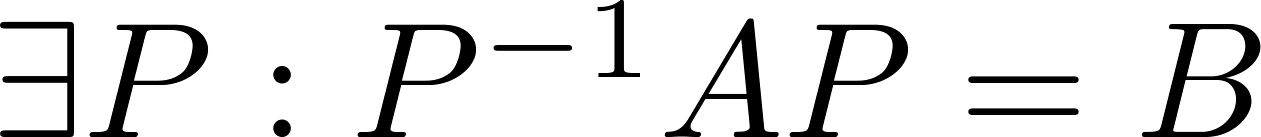 ∃P : P⁻¹AP = B